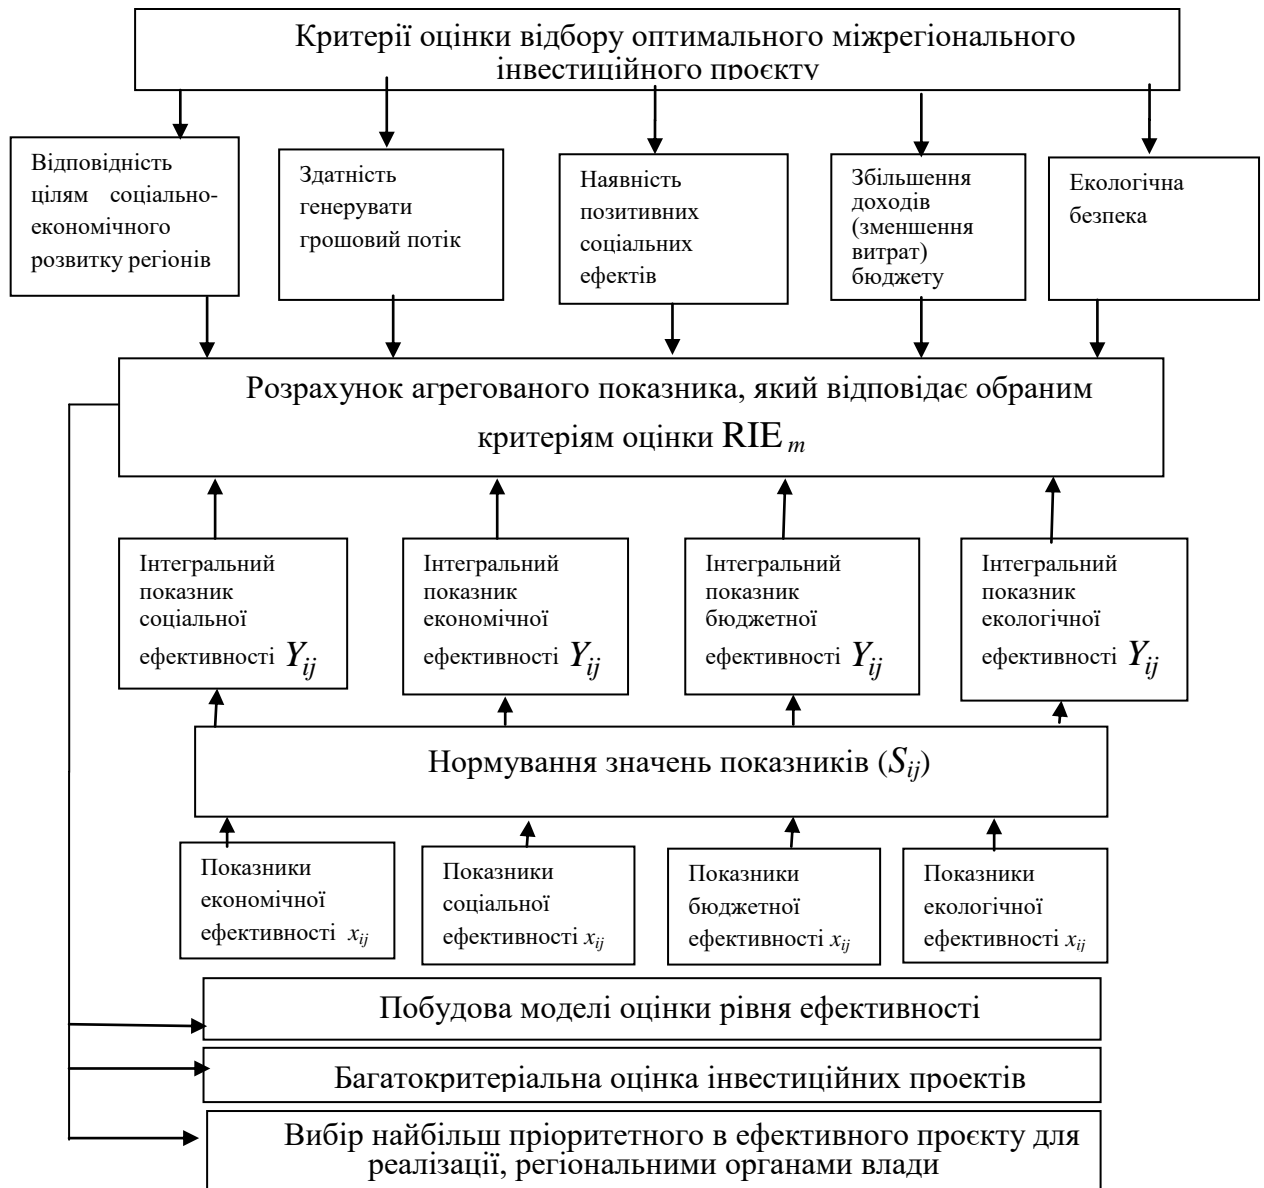 Критерії оцінки відбору оптимального міжрегіонального
інвестиційного проєкту
Відповідність
цілям соціально-
економічного
розвитку регіонів
Здатність
генерувати
грошовий потік
Наявність
позитивних
соціальних
ефектів
Збільшення
доходів
(зменшення
витрат)
бюджету
Екологічна
безпека
Розрахунок агрегованого показника, який відповідає обраним
критеріям оцінки RIE m
Інтегральний
показник
соціальної
ефективності Yij
Інтегральний
показник
економічної
ефективності Yij
Інтегральний
показник
бюджетної
ефективності Yij
Інтегральний
показник
екологічної
ефективності Yij
Нормування значень показників (Sij)
Показники
економічної
ефективності xij
Показники
соціальної
ефективності xij
Показники
бюджетної
ефективності xij
Показники
екологічної
ефективності xij
Побудова моделі оцінки рівня ефективності
Багатокритеріальна оцінка інвестиційних проектів
Вибір найбільш пріоритетного в ефективного проєкту для
реалізації, регіональними органами влади